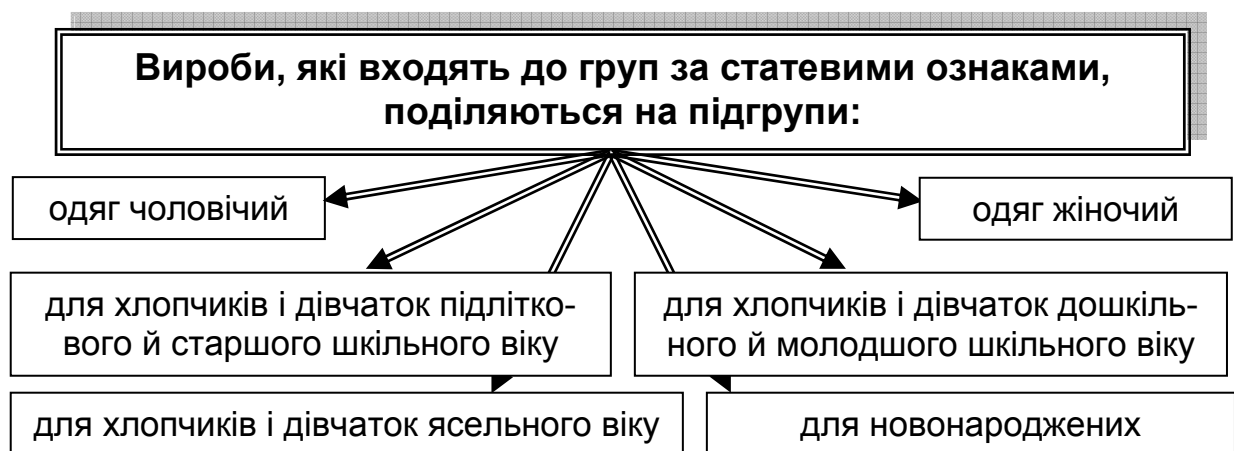 Вироби, які входять до груп за статевими ознаками,
поділяються на підгрупи:
одяг чоловічий
одяг жіночий
для хлопчиків і дівчаток підлітко-
вого й старшого шкільного віку
для хлопчиків і дівчаток дошкіль-
ного й молодшого шкільного віку
для хлопчиків і дівчаток ясельного віку
для новонароджених